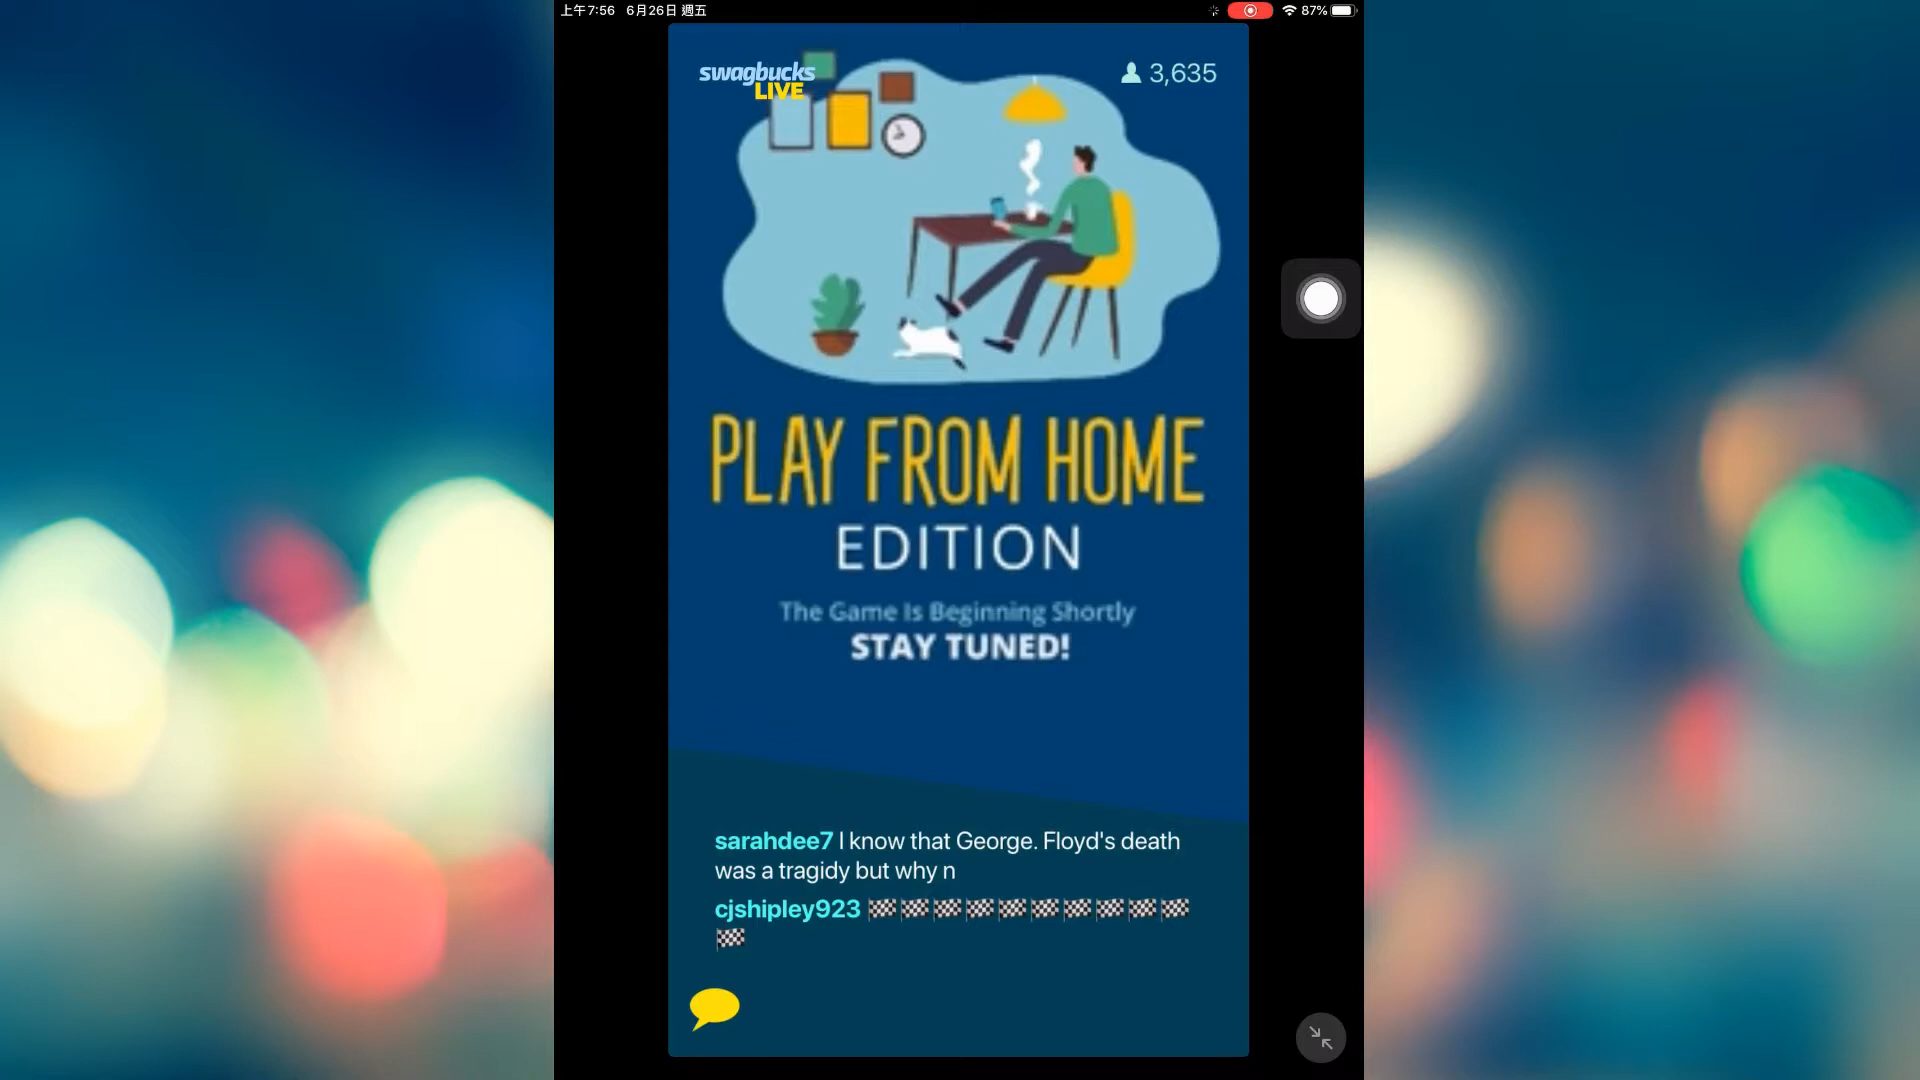 上午7:56 6月26日 週五
87%
swagbucks
LIVE
3,635
PLAY FROM HOME
EDITION
The Game Is Beginning Shortly
STAY TUNED!
sarahdee7 I know that George. Floyd's death
was a tragidy but why n
cjshipley923 🏁🏁🏁🏁🏁🏁🏁🏁🏁🏁
🏁